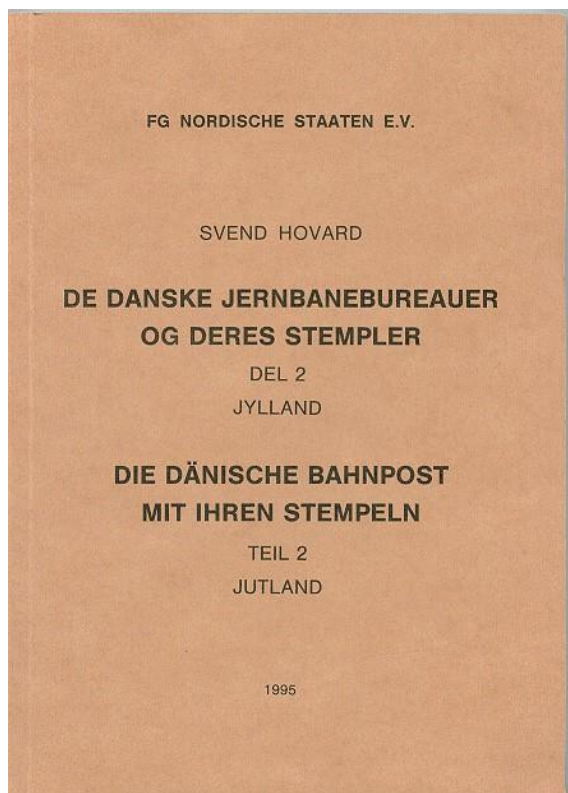 FG NORDISCHE STAATEN E.V.
SVEND HOVARD
DE DANSKE JERNBANEBUREAUER
OG DERES STEMPLER
DEL 2
JYLLAND
DIE DÄNISCHE BAHNPOST
MIT IHREN STEMPELN
TEIL 2
JUTLAND
1995